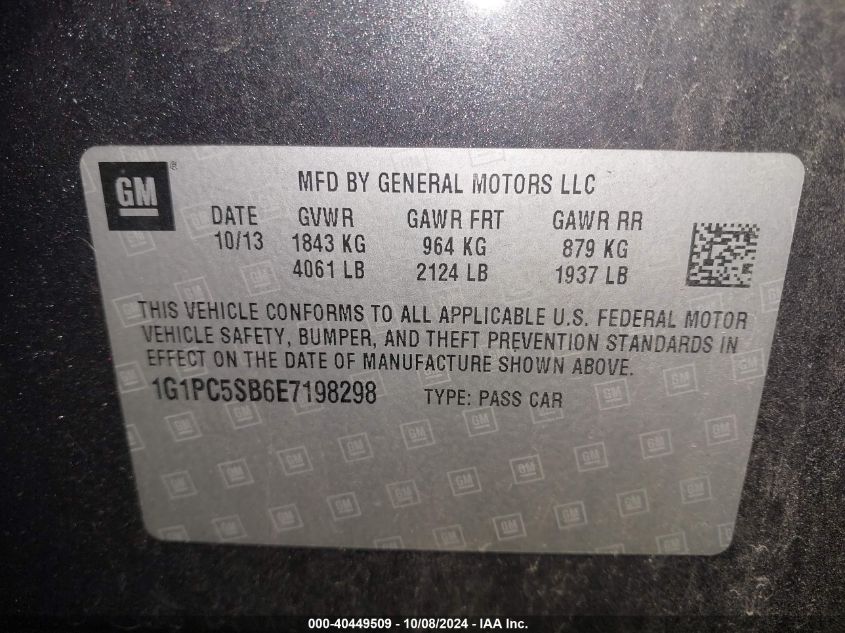 GM
MFD BY GENERAL MOTORS LLC
DATE GVWR GAWR FRT GAWR RR
10/13 1843 KG 964 KG 879 KG
4061 LB 2124 LB 1937 LB
THIS VEHICLE CONFORMS TO ALL APPLICABLE U.S. FEDERAL MOTOR
VEHICLE SAFETY, BUMPER, AND THEFT PREVENTION STANDARDS IN
EFFECT ON THE DATE OF MANUFACTURE SHOWN ABOVE.
1G1PC5SB6E7198298 TYPE: PASS CAR
000-40449509 - 10/08/2024 - IAA Inc.